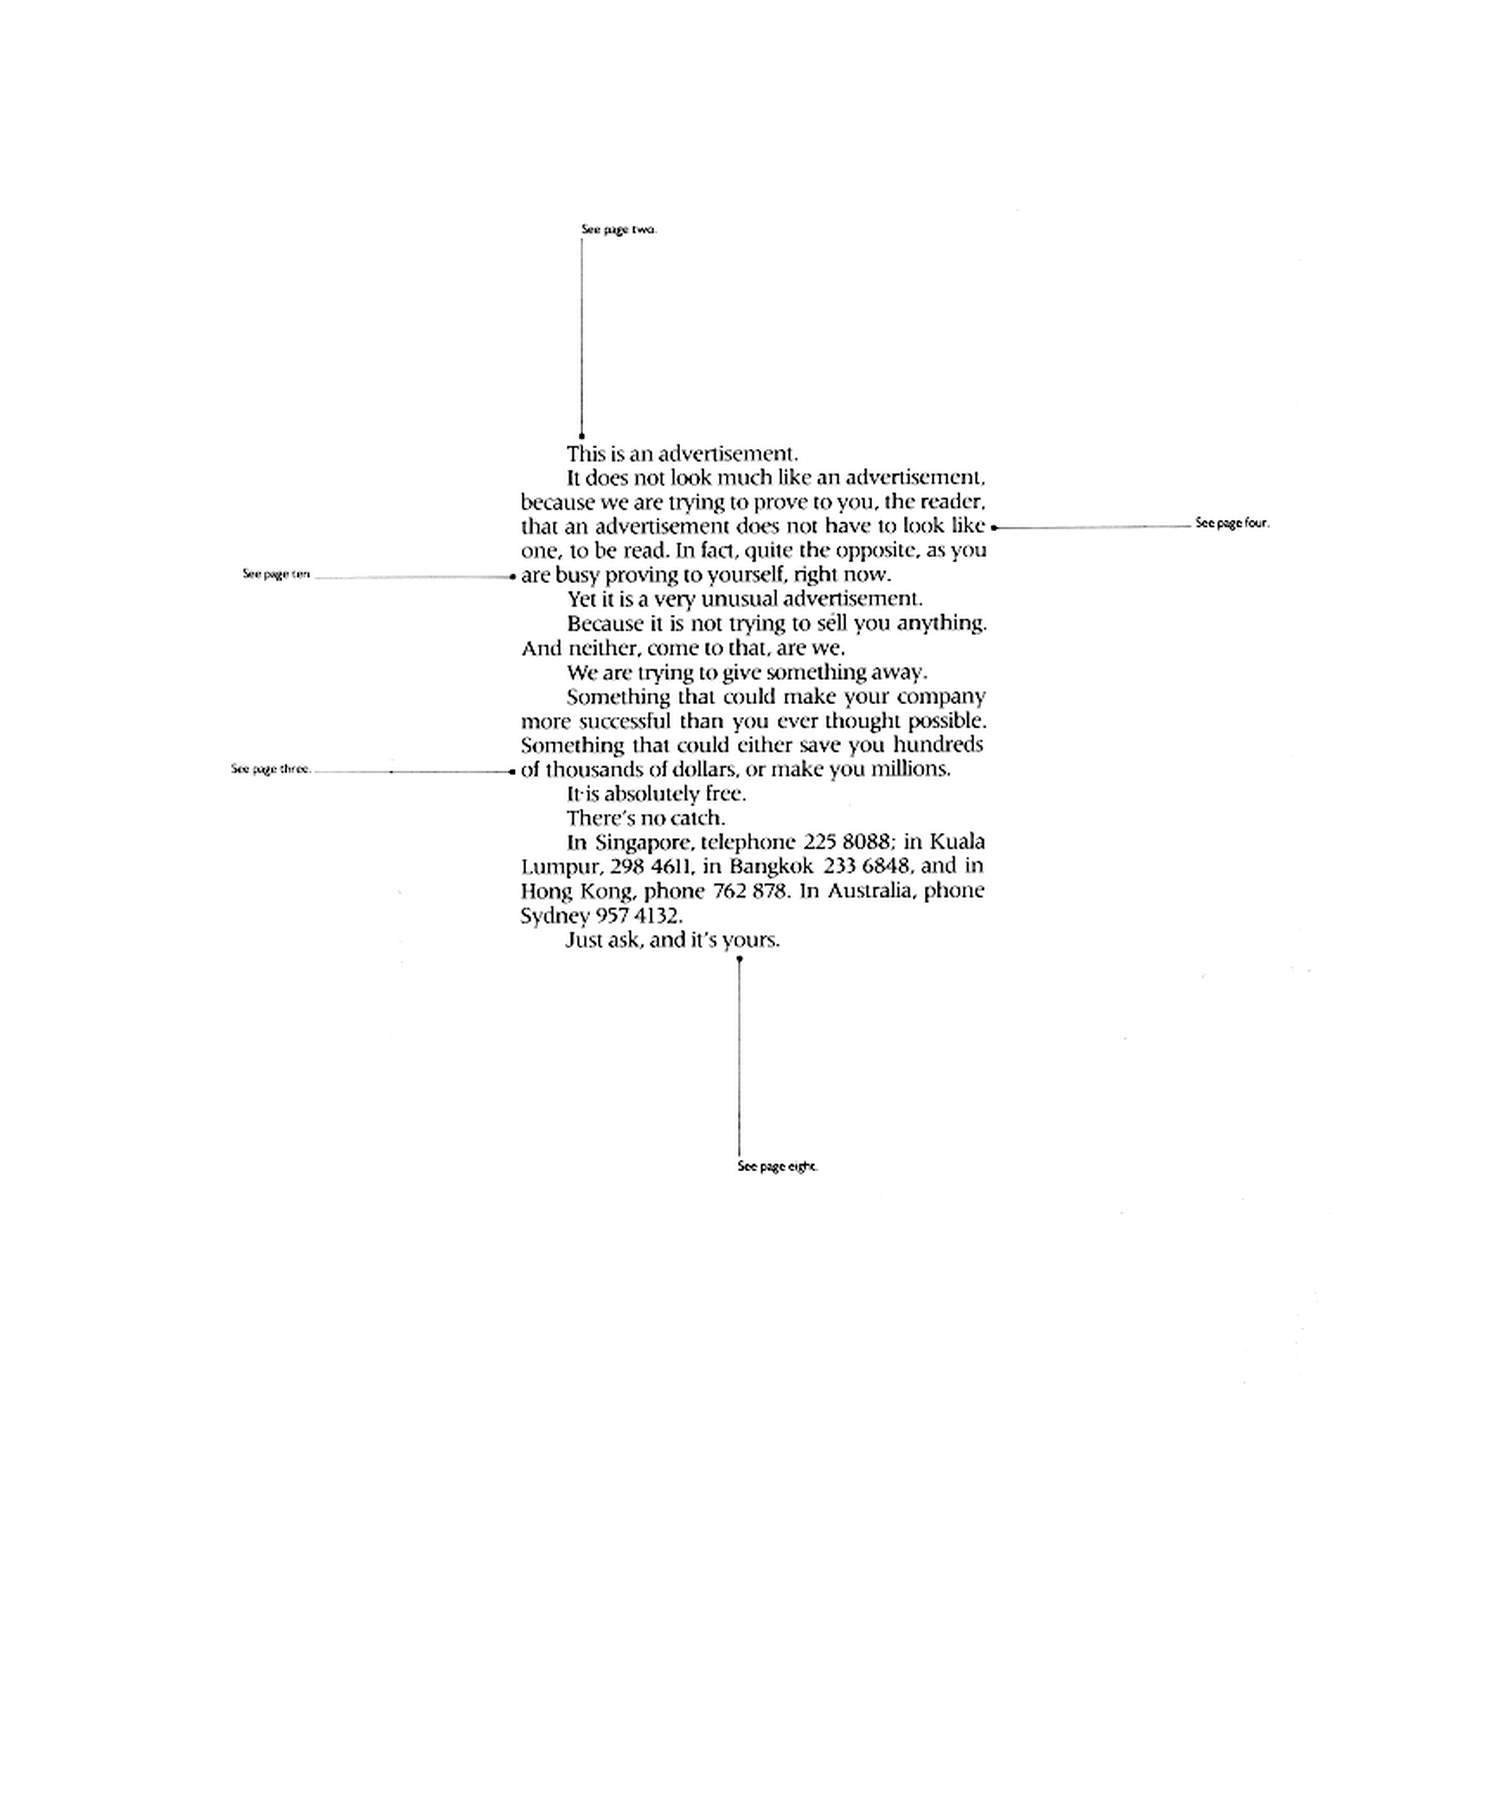 See page two.
This is an advertisement.
It does not look much like an advertisement,
because we are trying to prove to you, the reader,
that an advertisement does not have to look like
See page four.
one, to be read. In fact, quite the opposite, as you
See page ten
are busy proving to yourself, right now.
Yet it is a very unusual advertisement.
Because it is not trying to sell you anything.
And neither, come to that, are we.
We are trying to give something away.
Something that could make your company
more successful than you ever thought possible.
Something that could either save you hundreds
See page three.
of thousands of dollars, or make you millions.
It is absolutely free.
There's no catch.
In Singapore, telephone 225 8088; in Kuala
Lumpur, 298 4611, in Bangkok 233 6848, and in
Hong Kong, phone 762 878. In Australia, phone
Sydney 957 4132.
Just ask, and it's yours.
See page eight.